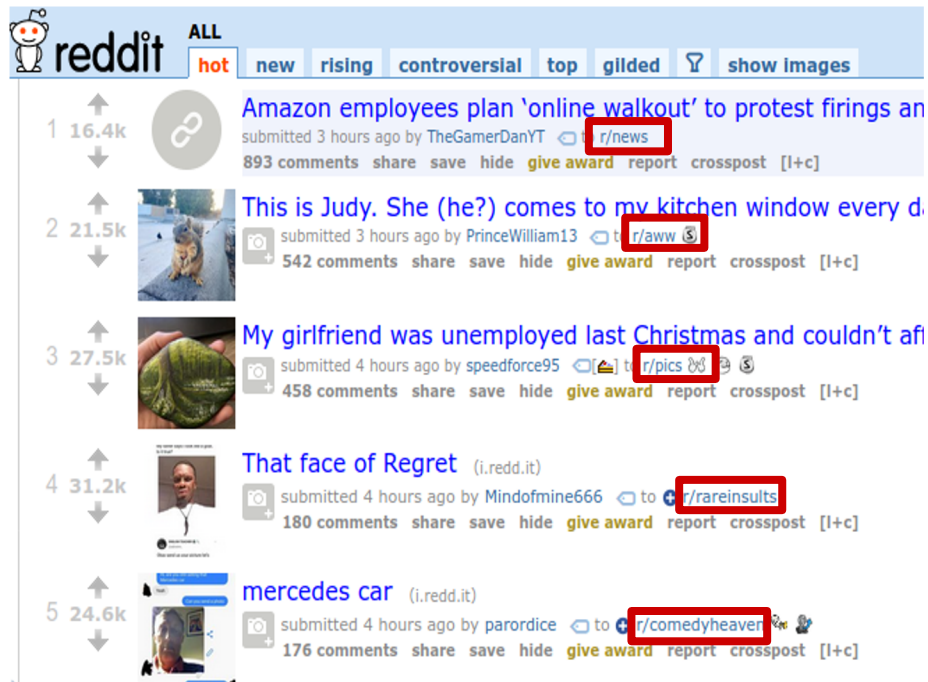 reddit
ALL
hot new rising controversial top gilded show images
1 16.4k
Amazon employees plan ‘online walkout’ to protest firings an
submitted 3 hours ago by TheGamerDanYT to r/news
893 comments share save hide give award report crosspost [l+c]
2 21.5k
This is Judy. She (he?) comes to my kitchen window every d
submitted 3 hours ago by PrinceWilliam13 to r/aww
542 comments share save hide give award report crosspost [l+c]
3 27.5k
My girlfriend was unemployed last Christmas and couldn’t af
submitted 4 hours ago by speedforce95 [ ] to r/pics
458 comments share save hide give award report crosspost [l+c]
4 31.2k
That face of Regret (i.redd.it)
submitted 4 hours ago by Mindofmine666 to r/rareinsults
180 comments share save hide give award report crosspost [l+c]
5 24.6k
mercedes car (i.redd.it)
submitted 4 hours ago by parordice to r/comedyheaven
176 comments share save hide give award report crosspost [l+c]